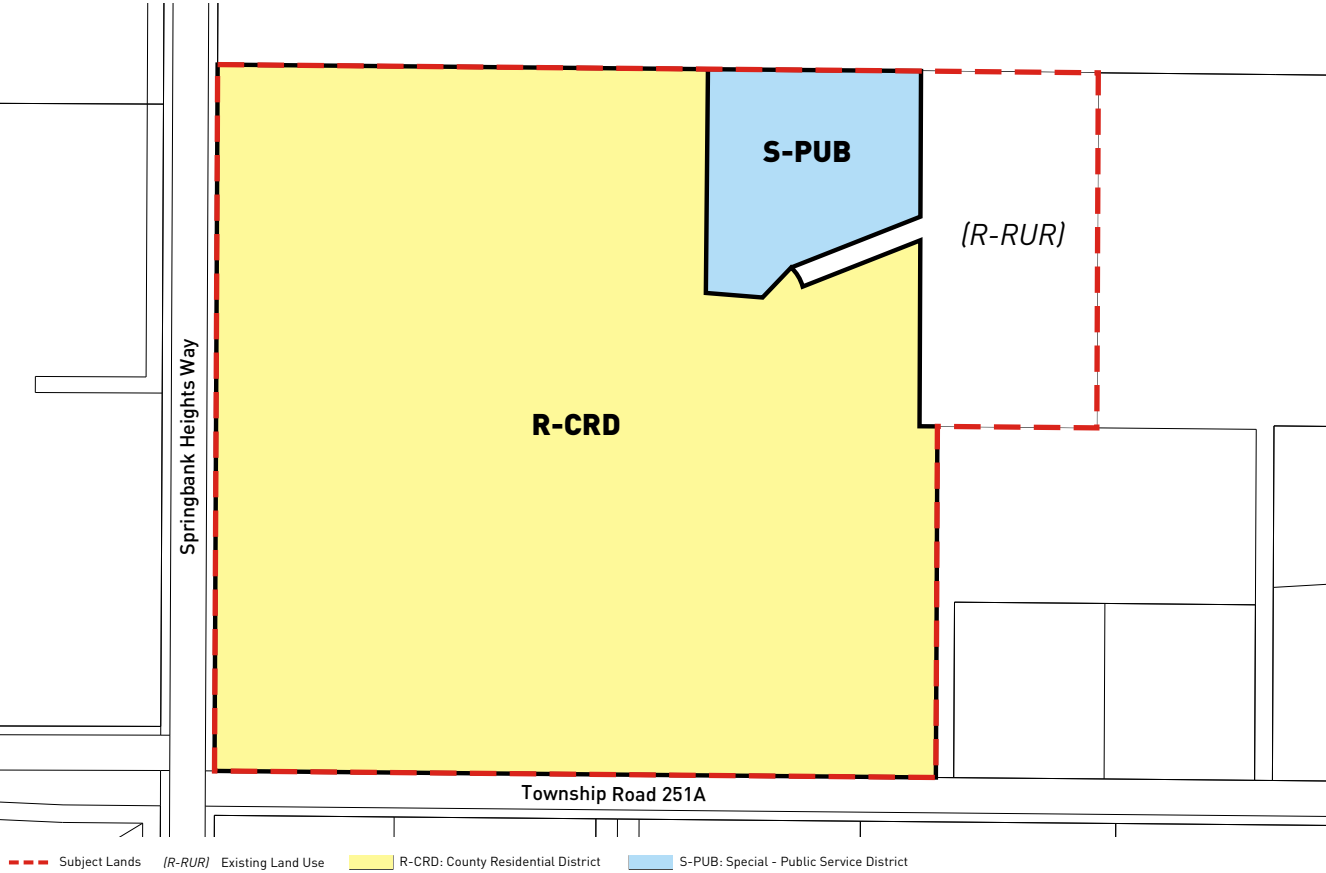 S-PUB
(R-RUR)
R-CRD
Springbank Heights Way
Township Road 251A
Subject Lands
(R-RUR) Existing Land Use
R-CRD: County Residential District
S-PUB: Special - Public Service District